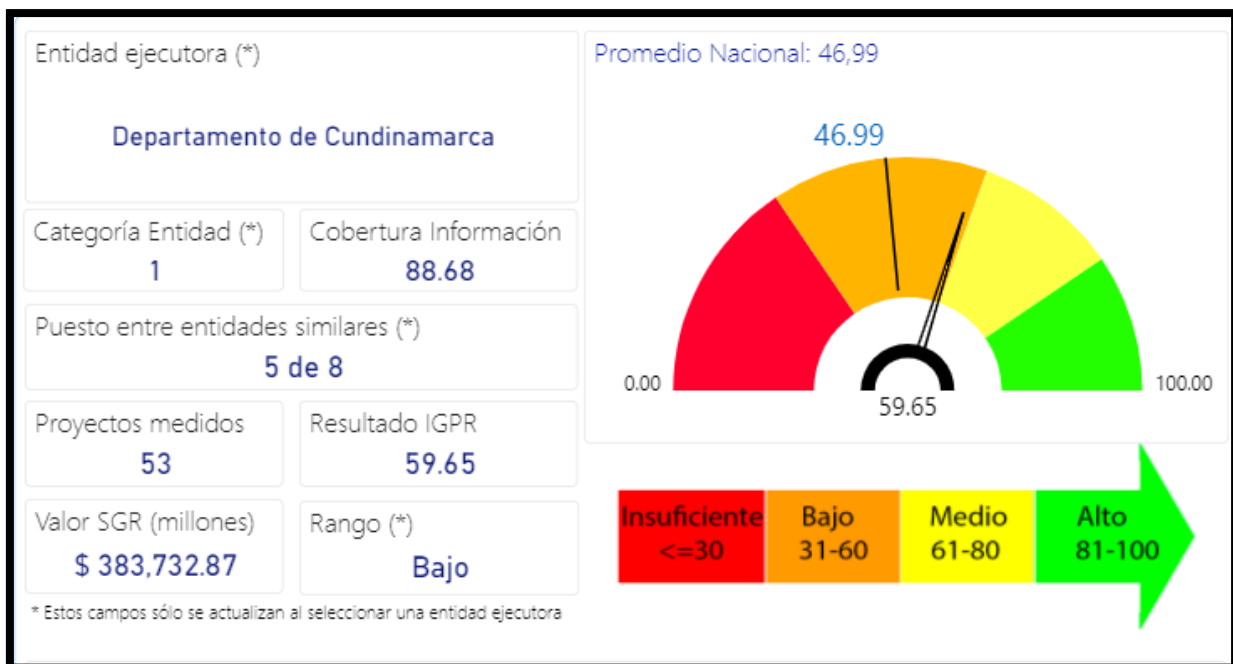 Entidad ejecutora (*)
Departamento de Cundinamarca
Categoría Entidad (*)
1
Cobertura Información
88.68
Puesto entre entidades similares (*)
5 de 8
Proyectos medidos
53
Resultado IGPR
59.65
Valor SGR (millones)
$ 383,732.87
Rango (*)
Bajo
* Estos campos sólo se actualizan al seleccionar una entidad ejecutora
Promedio Nacional: 46,99
46.99
0.00
100.00
59.65
Insuficiente
<=30
Bajo
31-60
Medio
61-80
Alto
81-100